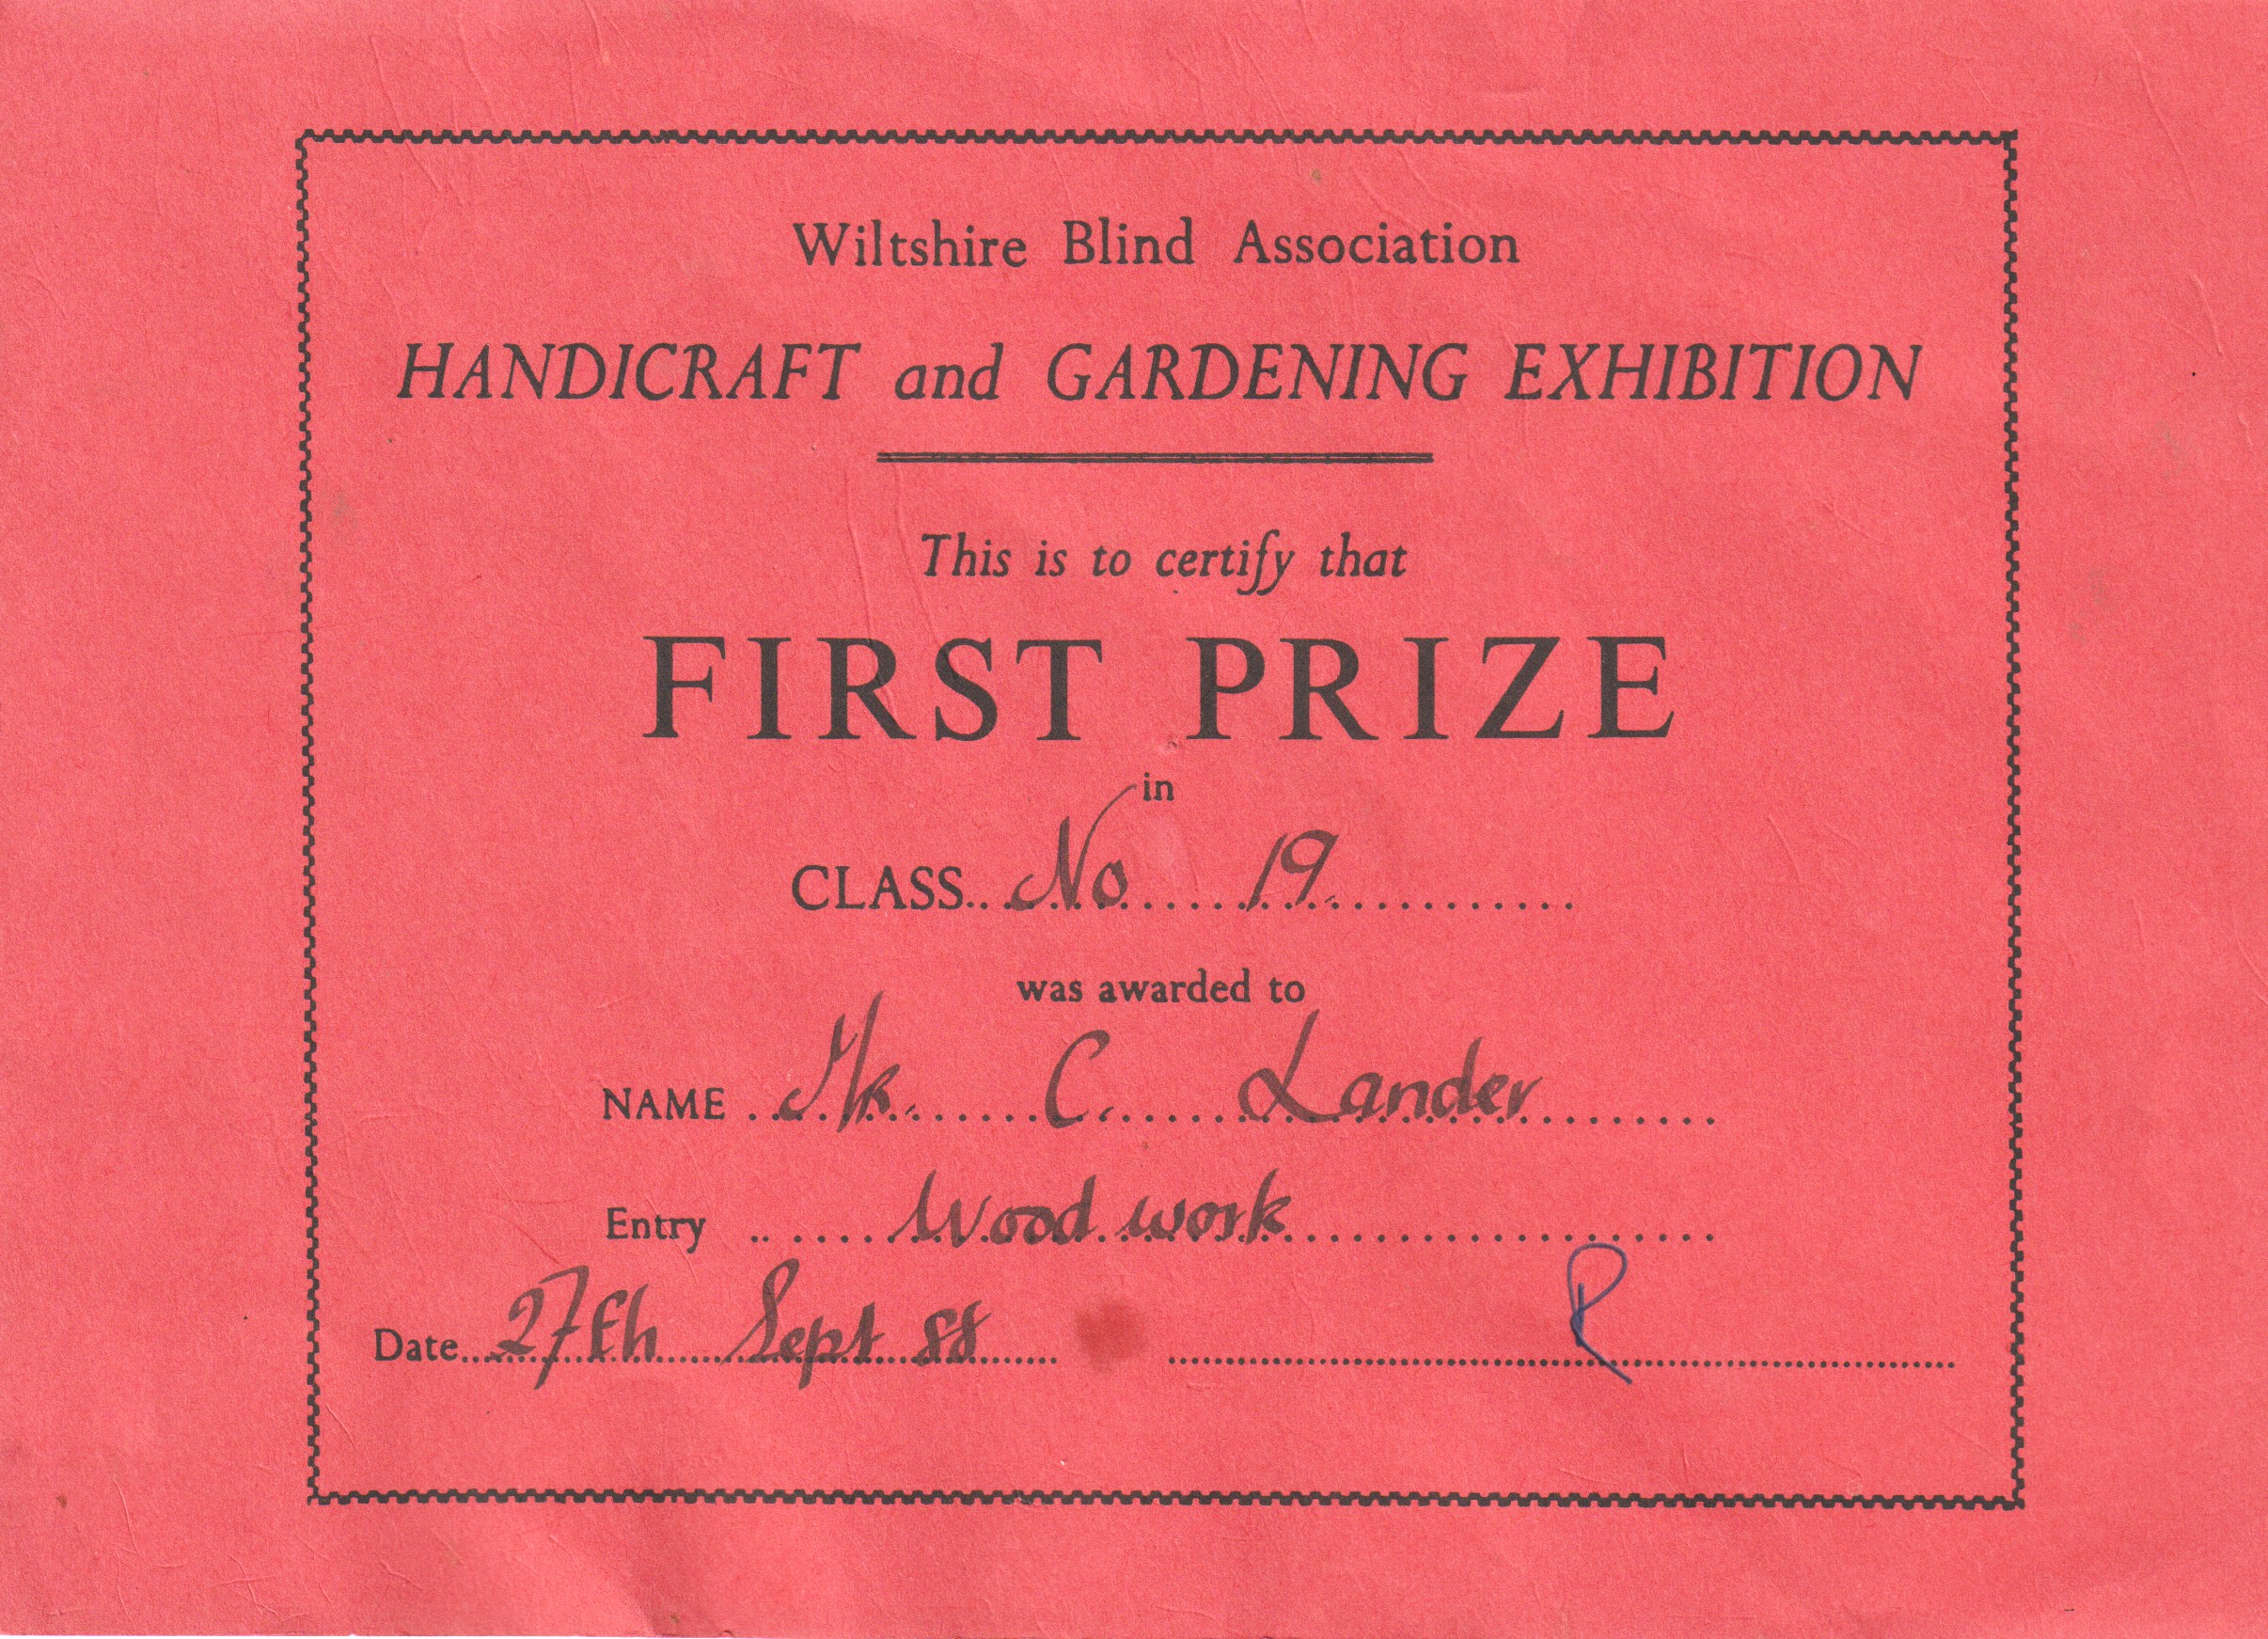 Wiltshire Blind Association
HANDICRAFT and GARDENING EXHIBITION
This is to certify that
FIRST PRIZE
in
CLASS No 19.
was awarded to
NAME Mr. C. Lander
Entry Wood work
Date 27th Sept 88 R